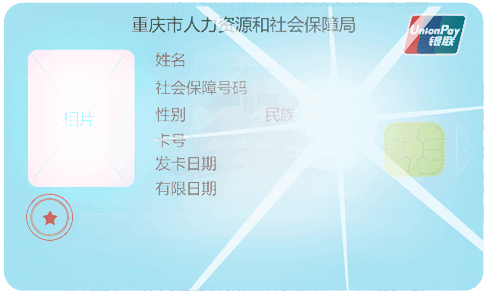 重庆市人力资源和社会保障局
UnionPay
银联
姓名
社会保障号码
性别 民族
相片
卡号
发卡日期
有限日期